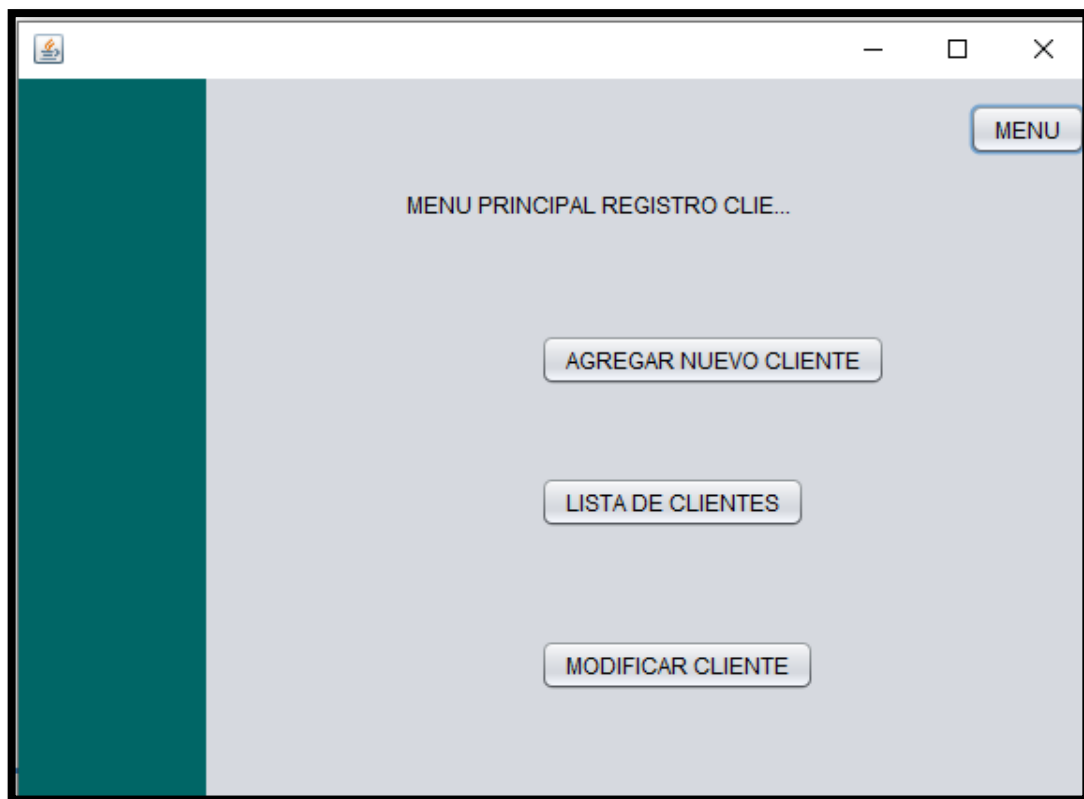 MENU
MENU PRINCIPAL REGISTRO CLIE...
AGREGAR NUEVO CLIENTE
LISTA DE CLIENTES
MODIFICAR CLIENTE